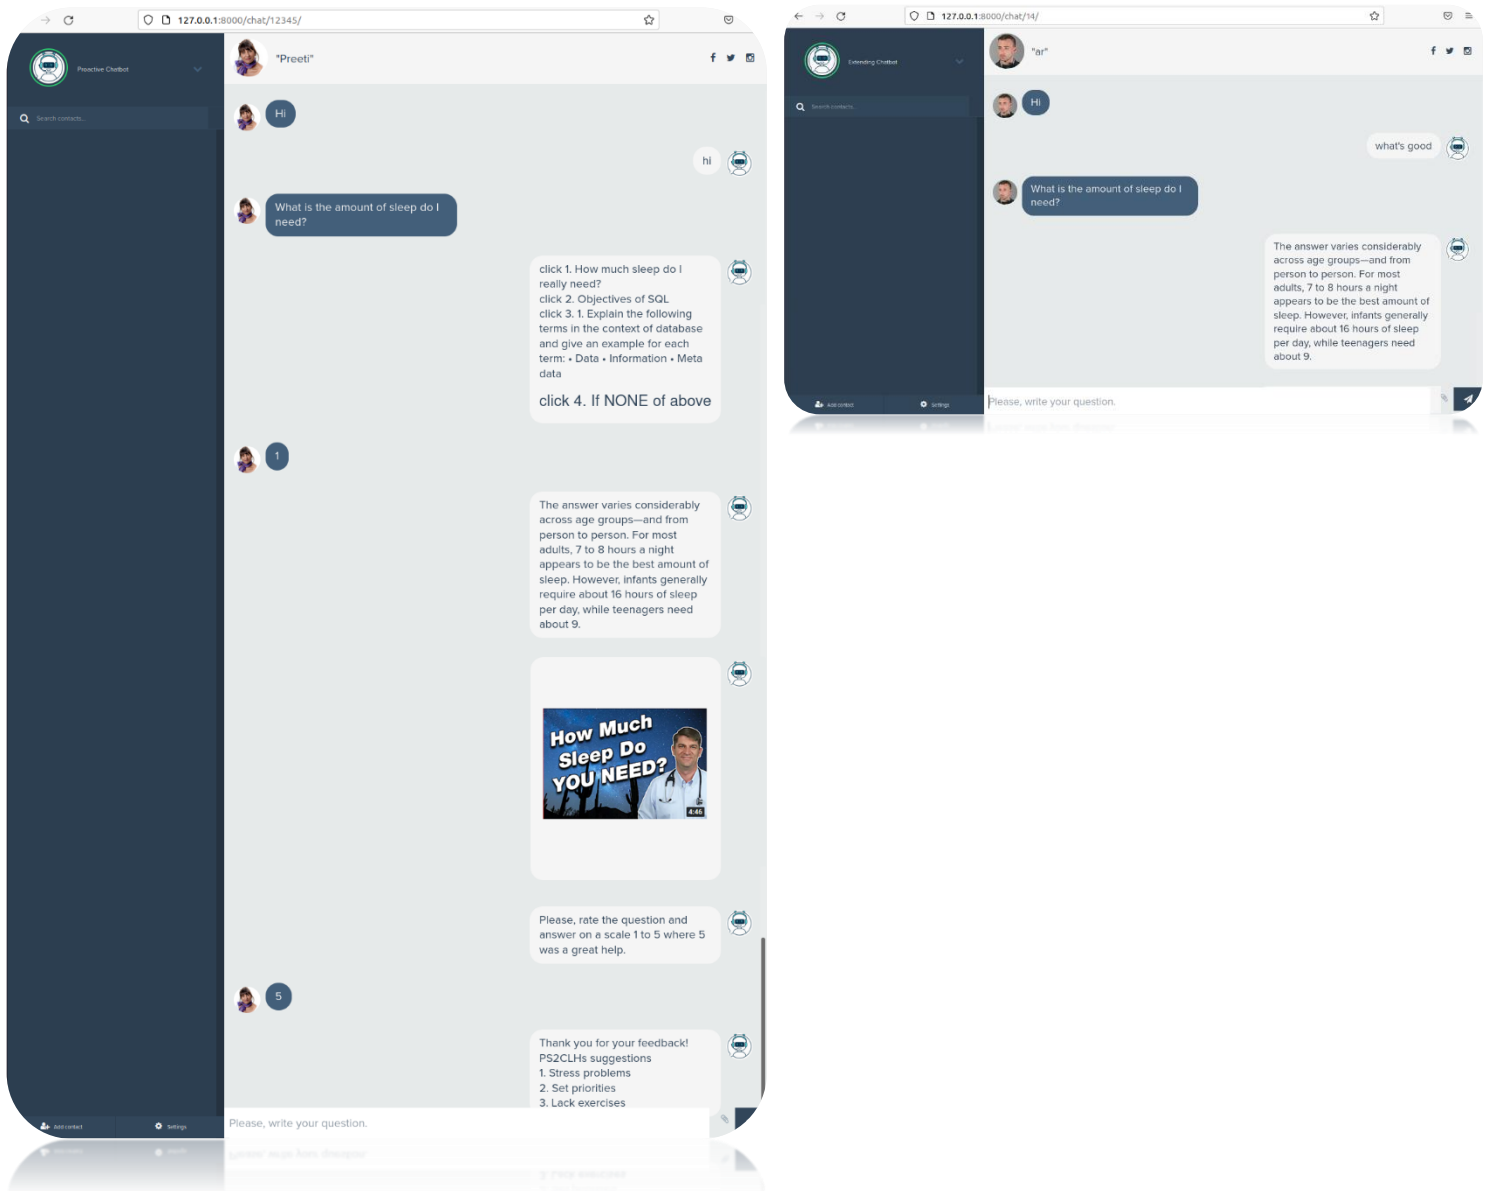 127.0.0.1:8000/chat/12345/
Proactive Chatbot
Search contacts...
"Preeti"
Hi
hi
What is the amount of sleep do I
need?
click 1. How much sleep do I
really need?
click 2. Objectives of SQL
click 3. 1. Explain the following
terms in the context of database
and give an example for each
term: • Data • Information • Meta
data
click 4. If NONE of above
1
The answer varies considerably
across age groups—and from
person to person. For most
adults, 7 to 8 hours a night
appears to be the best amount of
sleep. However, infants generally
require about 16 hours of sleep
per day, while teenagers need
about 9.
How Much
Sleep Do
YOU NEED?
4:46
Please, rate the question and
answer on a scale 1 to 5 where 5
was a great help.
5
Thank you for your feedback!
PS2CLHs suggestions
1. Stress problems
2. Set priorities
3. Lack exercises
Add contact
Settings
Please, write your question.
127.0.0.1:8000/chat/14/
Extending Chatbot
Search contacts...
"ar"
Hi
what's good
What is the amount of sleep do I
need?
The answer varies considerably
across age groups—and from
person to person. For most
adults, 7 to 8 hours a night
appears to be the best amount of
sleep. However, infants generally
require about 16 hours of sleep
per day, while teenagers need
about 9.
Add contact
Settings
Please, write your question.